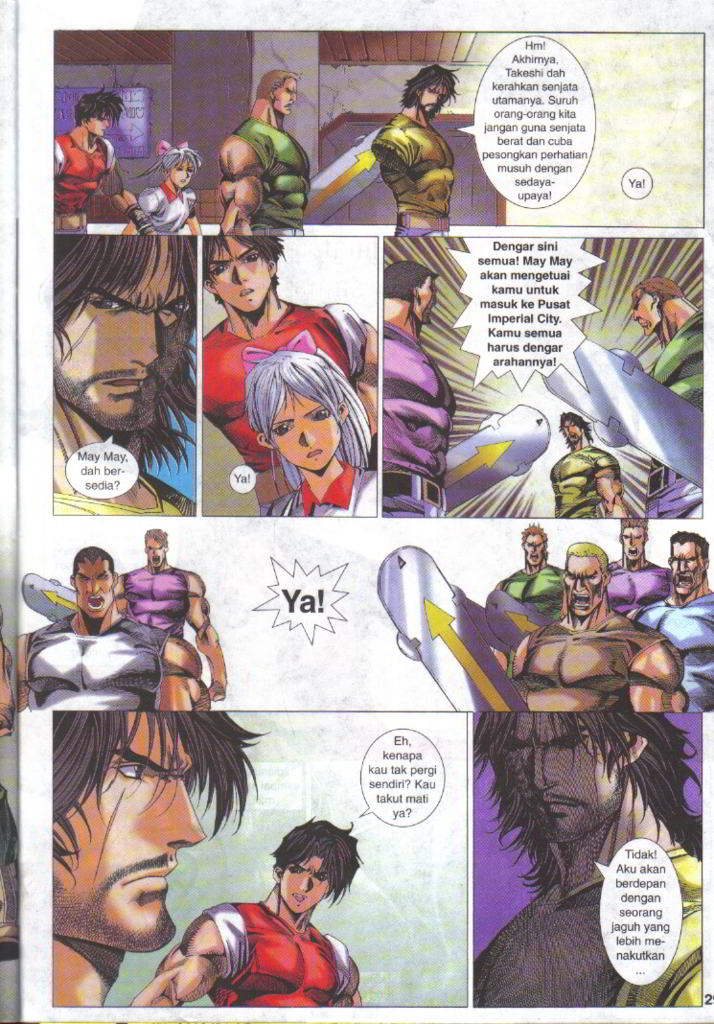 Hm!
Akhirnya,
Takeshi dah
kerahkan senjata
utamanya. Suruh
orang-orang kita
jangan guna senjata
berat dan cuba
pesongkan perhatian
musuh dengan
sedaya-
upaya!
Ya!
May May,
dah ber-
sedia?
Ya!
Dengar sini
semua! May May
akan mengetuai
kamu untuk
masuk ke Pusat
Imperial City.
Kamu semua
harus dengar
arahannya!
Ya!
Eh,
kenapa
kau tak pergi
sendiri? Kau
takut mati
ya?
Tidak!
Aku akan
berdepan
dengan
seorang
jaguh yang
lebih me-
nakutkan
...